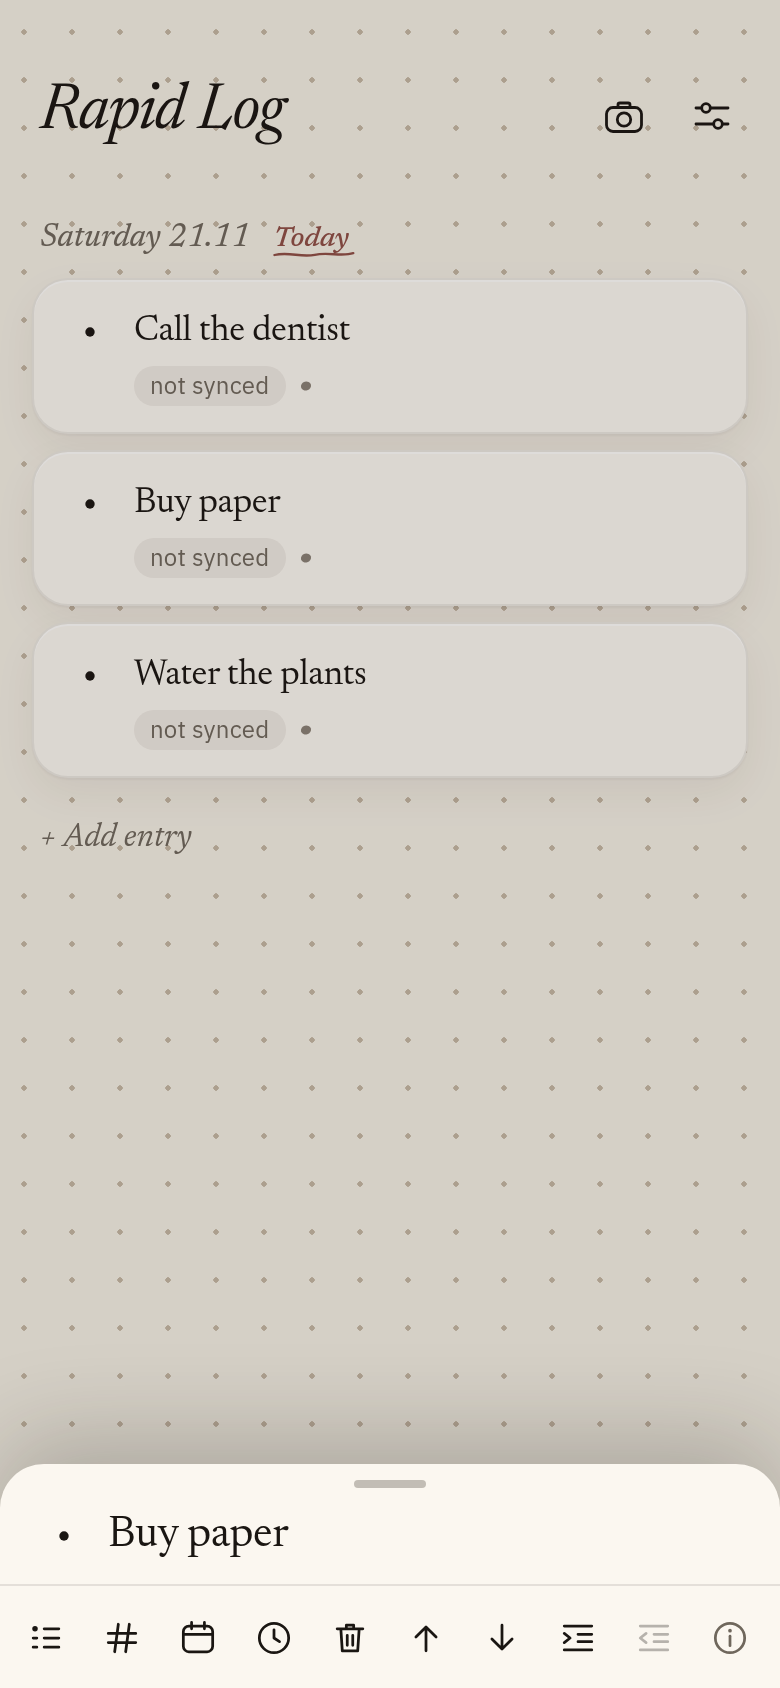 Rapid Log
Saturday 21.11 Today
• Call the dentist
not synced
• Buy paper
not synced
• Water the plants
not synced
+ Add entry
• Buy paper